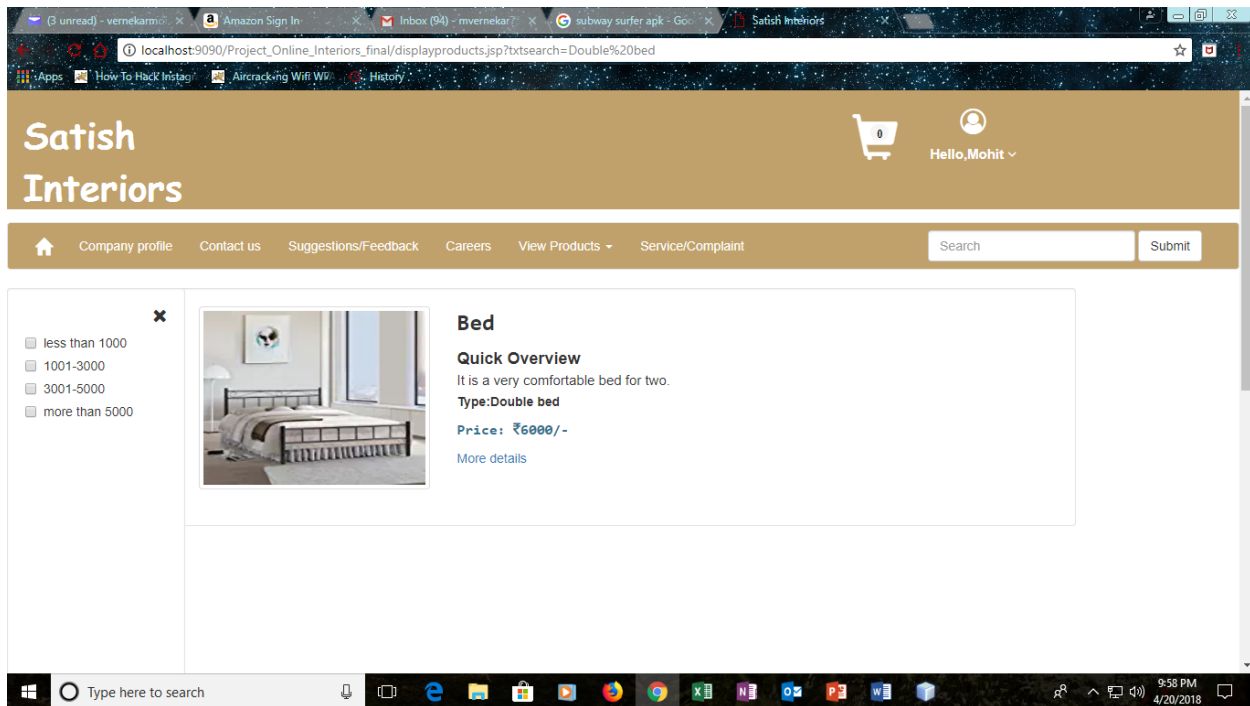 (3 unread) - vernekarmo
Amazon Sign In
Inbox (94) - mvernekar7
subway surfer apk - Goo
Satish Interiors
localhost:9090/Project_Online_Interiors_final/displayproducts.jsp?txtsearch=Double%20bed
Apps
How To Hack Instag
Aircrack-ng Wifi WP
History
Satish
Interiors
0
Hello,Mohit
Company profile
Contact us
Suggestions/Feedback
Careers
View Products
Service/Complaint
Search
Submit
less than 1000
1001-3000
3001-5000
more than 5000
Bed
Quick Overview
It is a very comfortable bed for two.
Type:Double bed
Price: ₹6000/-
More details
Type here to search
9:58 PM
4/20/2018